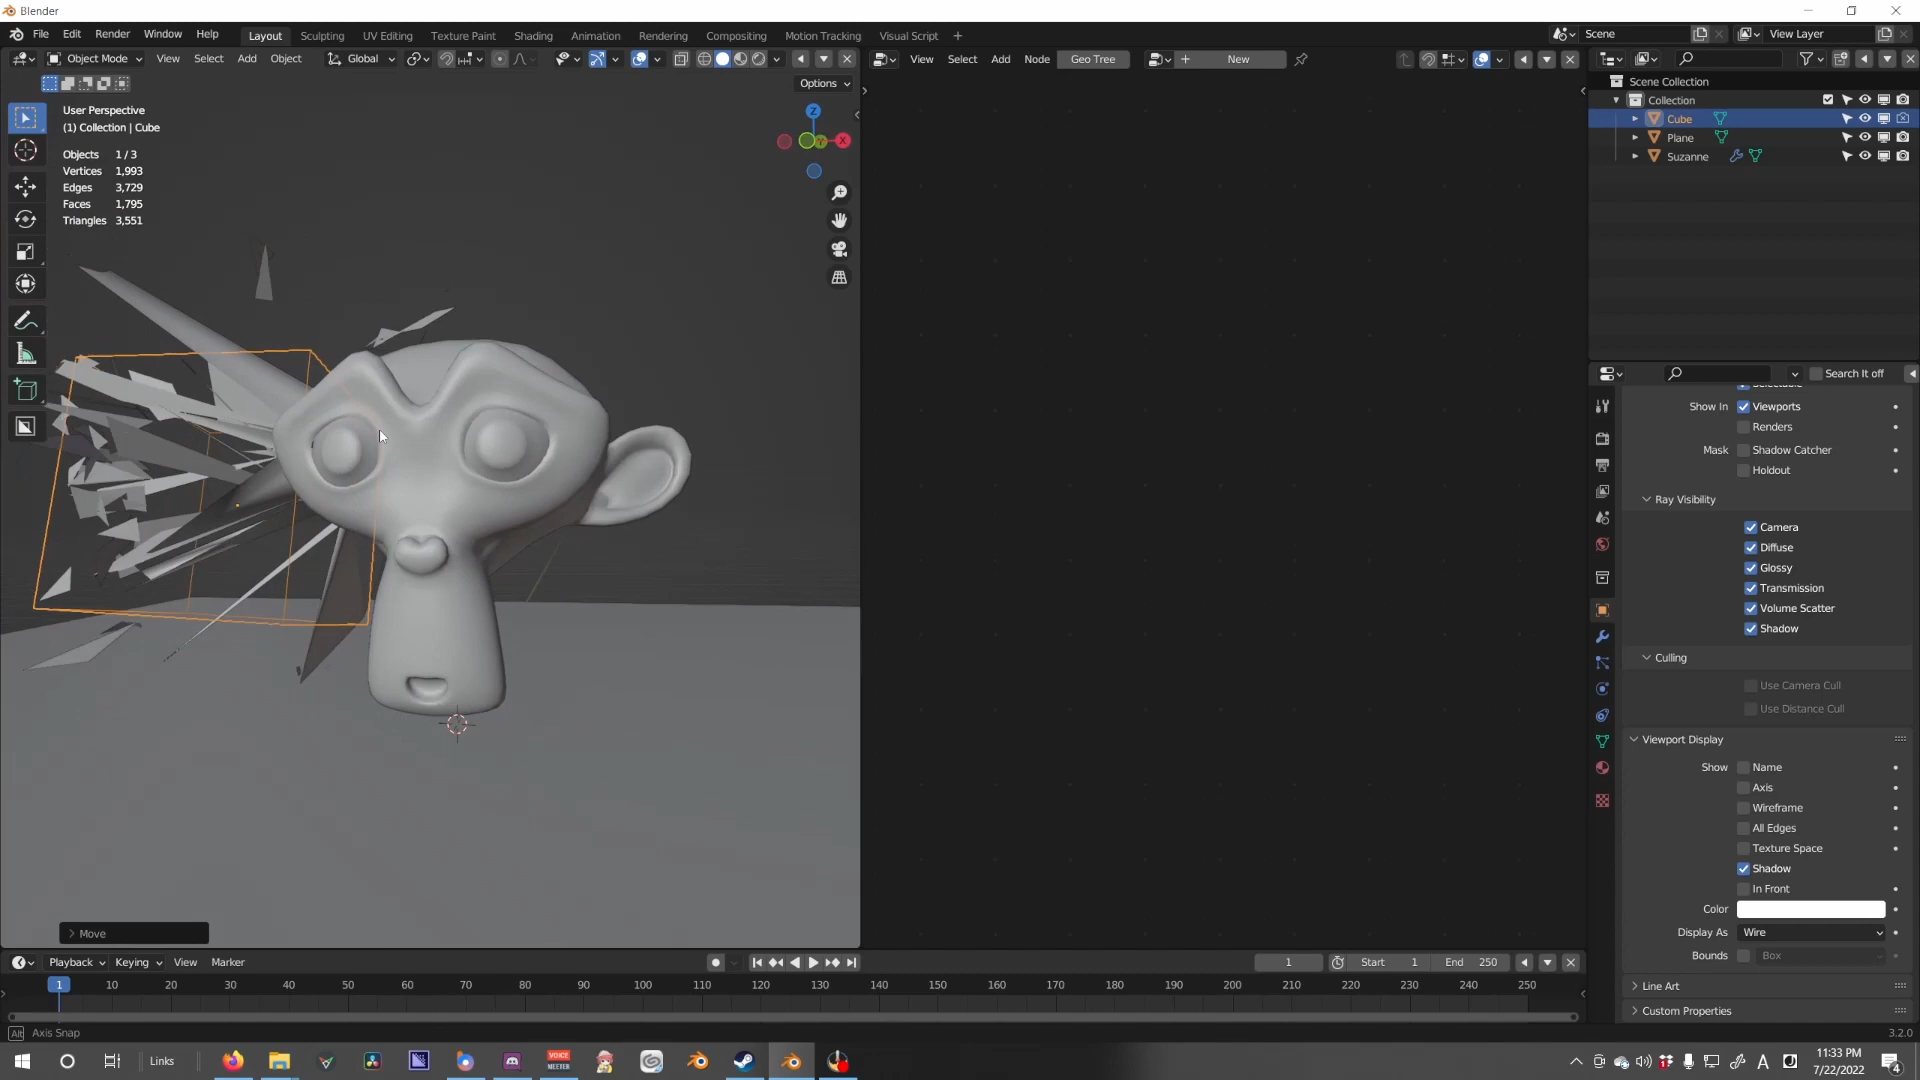 Blender
File Edit Render Window Help Layout Sculpting UV Editing Texture Paint Shading Animation Rendering Compositing Motion Tracking Visual Script + Scene View Layer
Object Mode View Select Add Object Global View Select Add Node Geo Tree + New
Options
User Perspective
(1) Collection | Cube
Objects 1 / 3
Vertices 1,993
Edges 3,729
Faces 1,795
Triangles 3,551
Z
Y
X
Scene Collection
Collection
Cube
Plane
Suzanne
Search It off
Show In Viewports
Renders
Mask Shadow Catcher
Holdout
Ray Visibility
Camera
Diffuse
Glossy
Transmission
Volume Scatter
Shadow
Culling
Use Camera Cull
Use Distance Cull
Viewport Display
Show Name
Axis
Wireframe
All Edges
Texture Space
Shadow
In Front
Color
Display As Wire
Bounds Box
Line Art
Custom Properties
Move
Playback Keying View Marker 1 Start 1 End 250
1 10 20 30 40 50 60 70 80 90 100 110 120 130 140 150 160 170 180 190 200 210 220 230 240 250
Alt Axis Snap 3.2.0
Links VOICE MEETER A 11:33 PM
7/22/2022
4